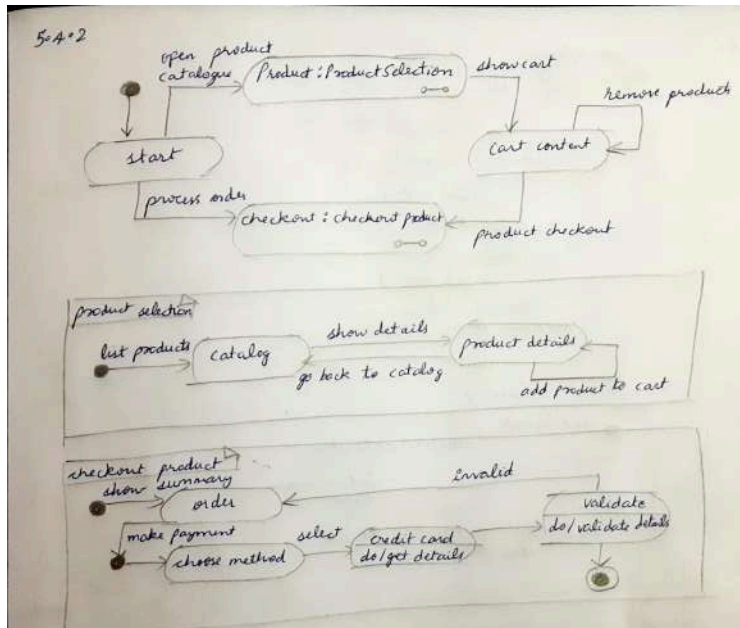 5.4.2
open product
catalogue
Product : ProductSelection
show cart
remove products
start
cart content
process order
checkout : checkout product
product checkout
product selection
list products
catalog
show details
product details
go back to catalog
add product to cart
checkout product
show summary
order
invalid
make payment
select
choose method
credit card
do/get details
validate
do/validate details